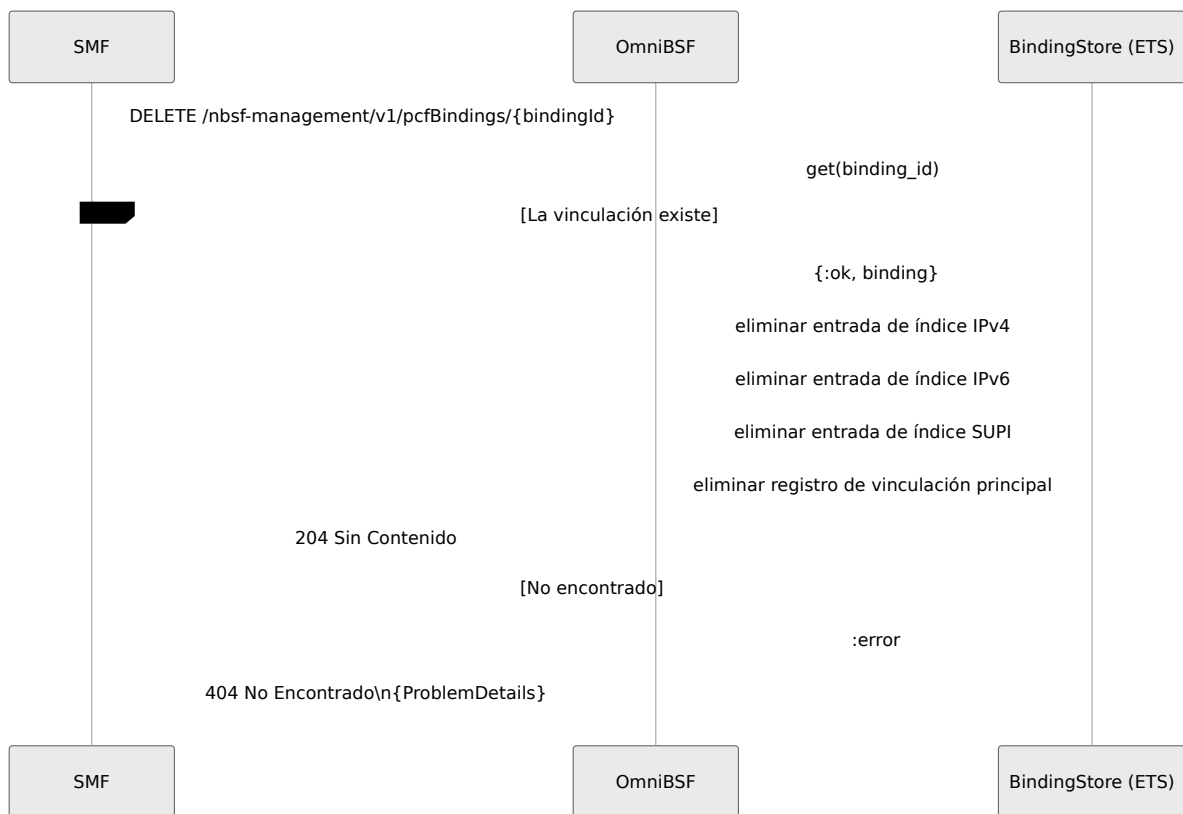 SMF
OmniBSF
BindingStore (ETS)
DELETE /nbsf-management/v1/pcfBindings/{bindingId}
get(binding_id)
[La vinculación existe]
{:ok, binding}
eliminar entrada de índice IPv4
eliminar entrada de índice IPv6
eliminar entrada de índice SUPI
eliminar registro de vinculación principal
204 Sin Contenido
[No encontrado]
:error
404 No Encontrado\n{ProblemDetails}
SMF
OmniBSF
BindingStore (ETS)